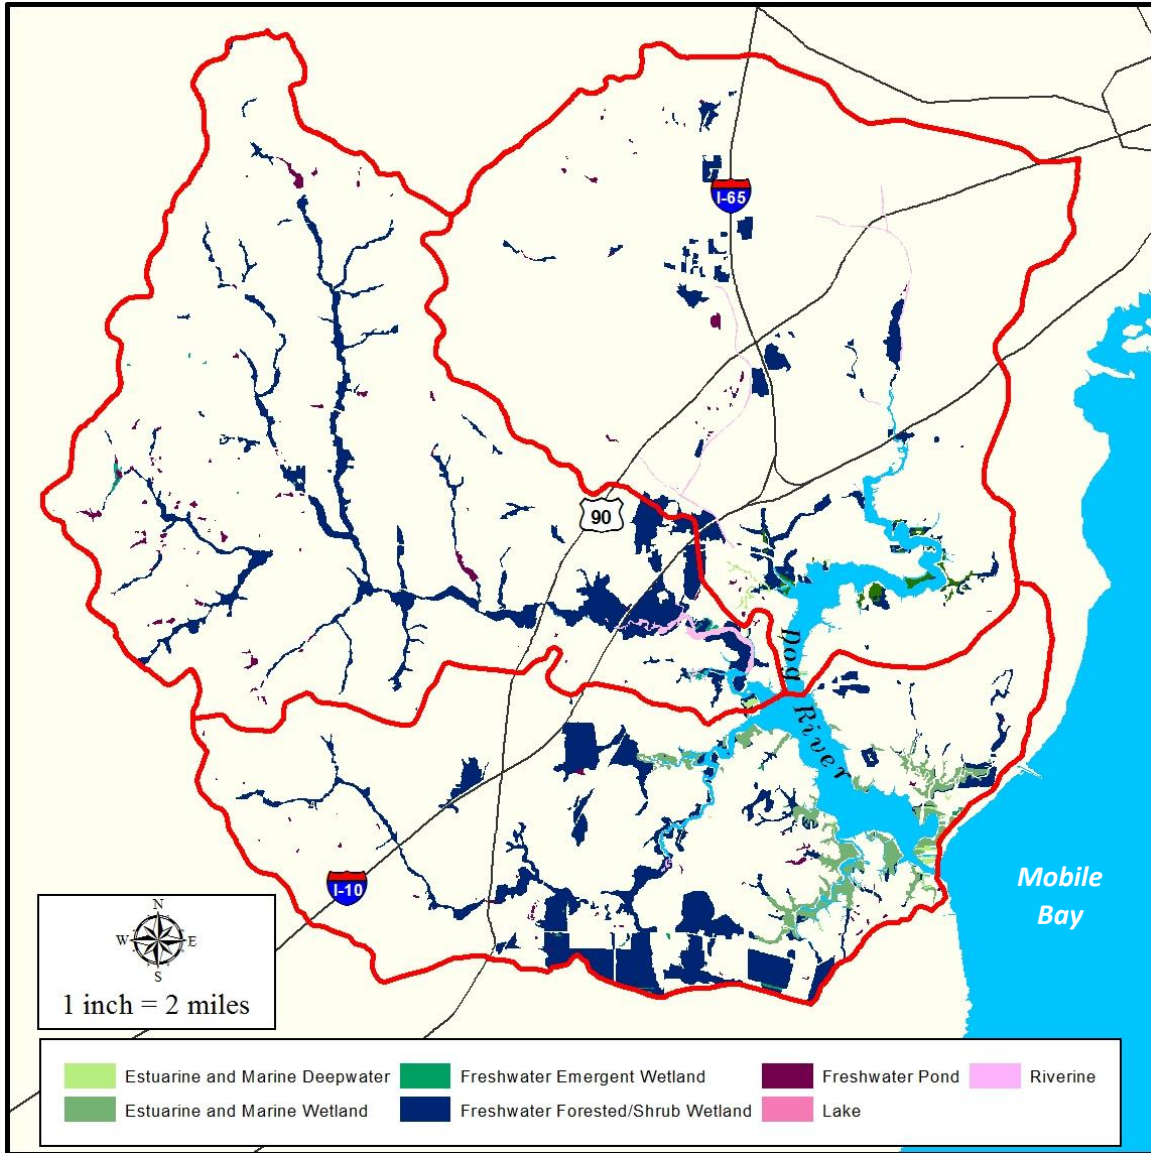 I-65
90
Dog
River
Mobile
Bay
I-10
N
W E
S
1 inch = 2 miles
Estuarine and Marine Deepwater Freshwater Emergent Wetland Freshwater Pond Riverine
Estuarine and Marine Wetland Freshwater Forested/Shrub Wetland Lake